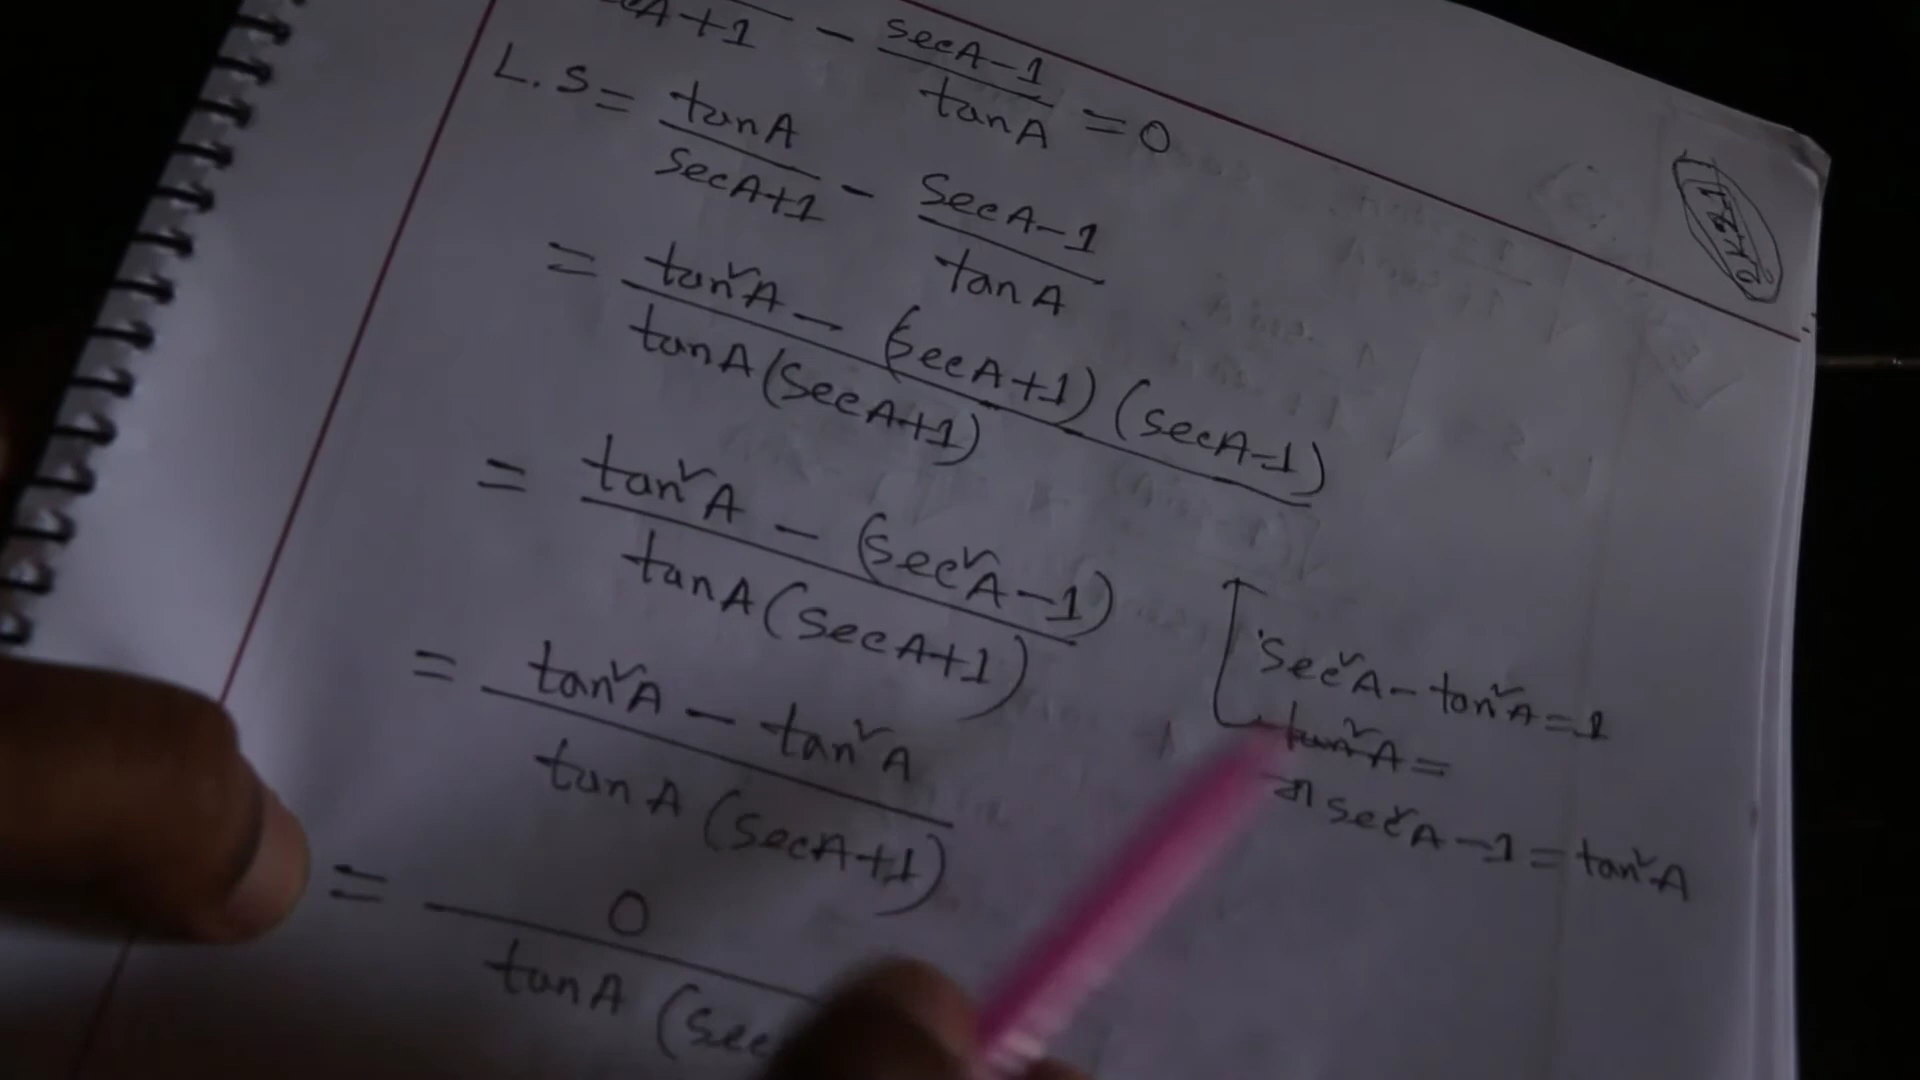 A+1 - secA-1/tanA = 0
L.S = tanA/secA+1 - secA-1/tanA
= tan²A - (secA+1)(secA-1)/tanA(secA+1)
= tan²A - (sec²A-1)/tanA(secA+1)
[sec²A - tan²A = 1
tan²A =
বা sec²A - 1 = tan²A
= tan²A - tan²A/tanA(secA+1)
= 0/tanA(sec